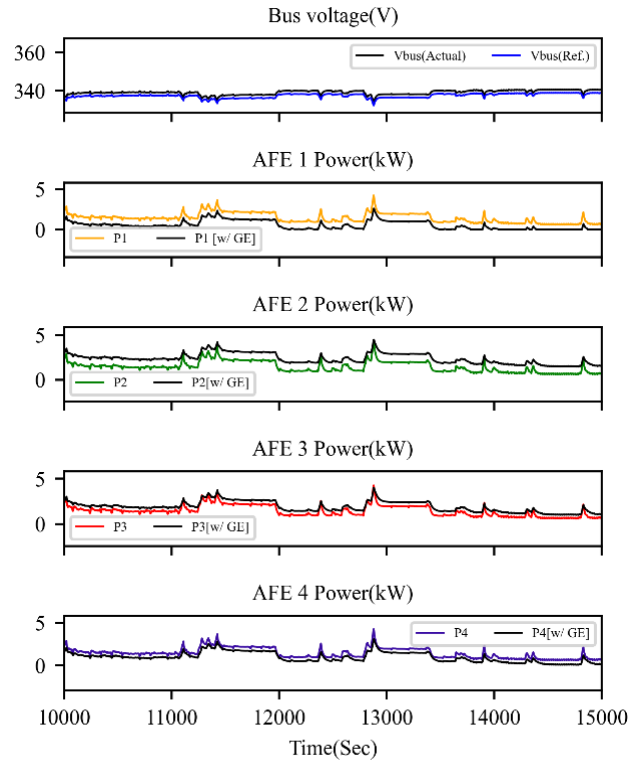 Bus voltage(V)
360
Vbus(Actual) Vbus(Ref.)
340
AFE 1 Power(kW)
5
0
P1 P1 [w/ GE]
AFE 2 Power(kW)
5
0
P2 P2[w/ GE]
AFE 3 Power(kW)
5
0
P3 P3[w/ GE]
AFE 4 Power(kW)
5
P4 P4[w/ GE]
0
10000 11000 12000 13000 14000 15000
Time(Sec)